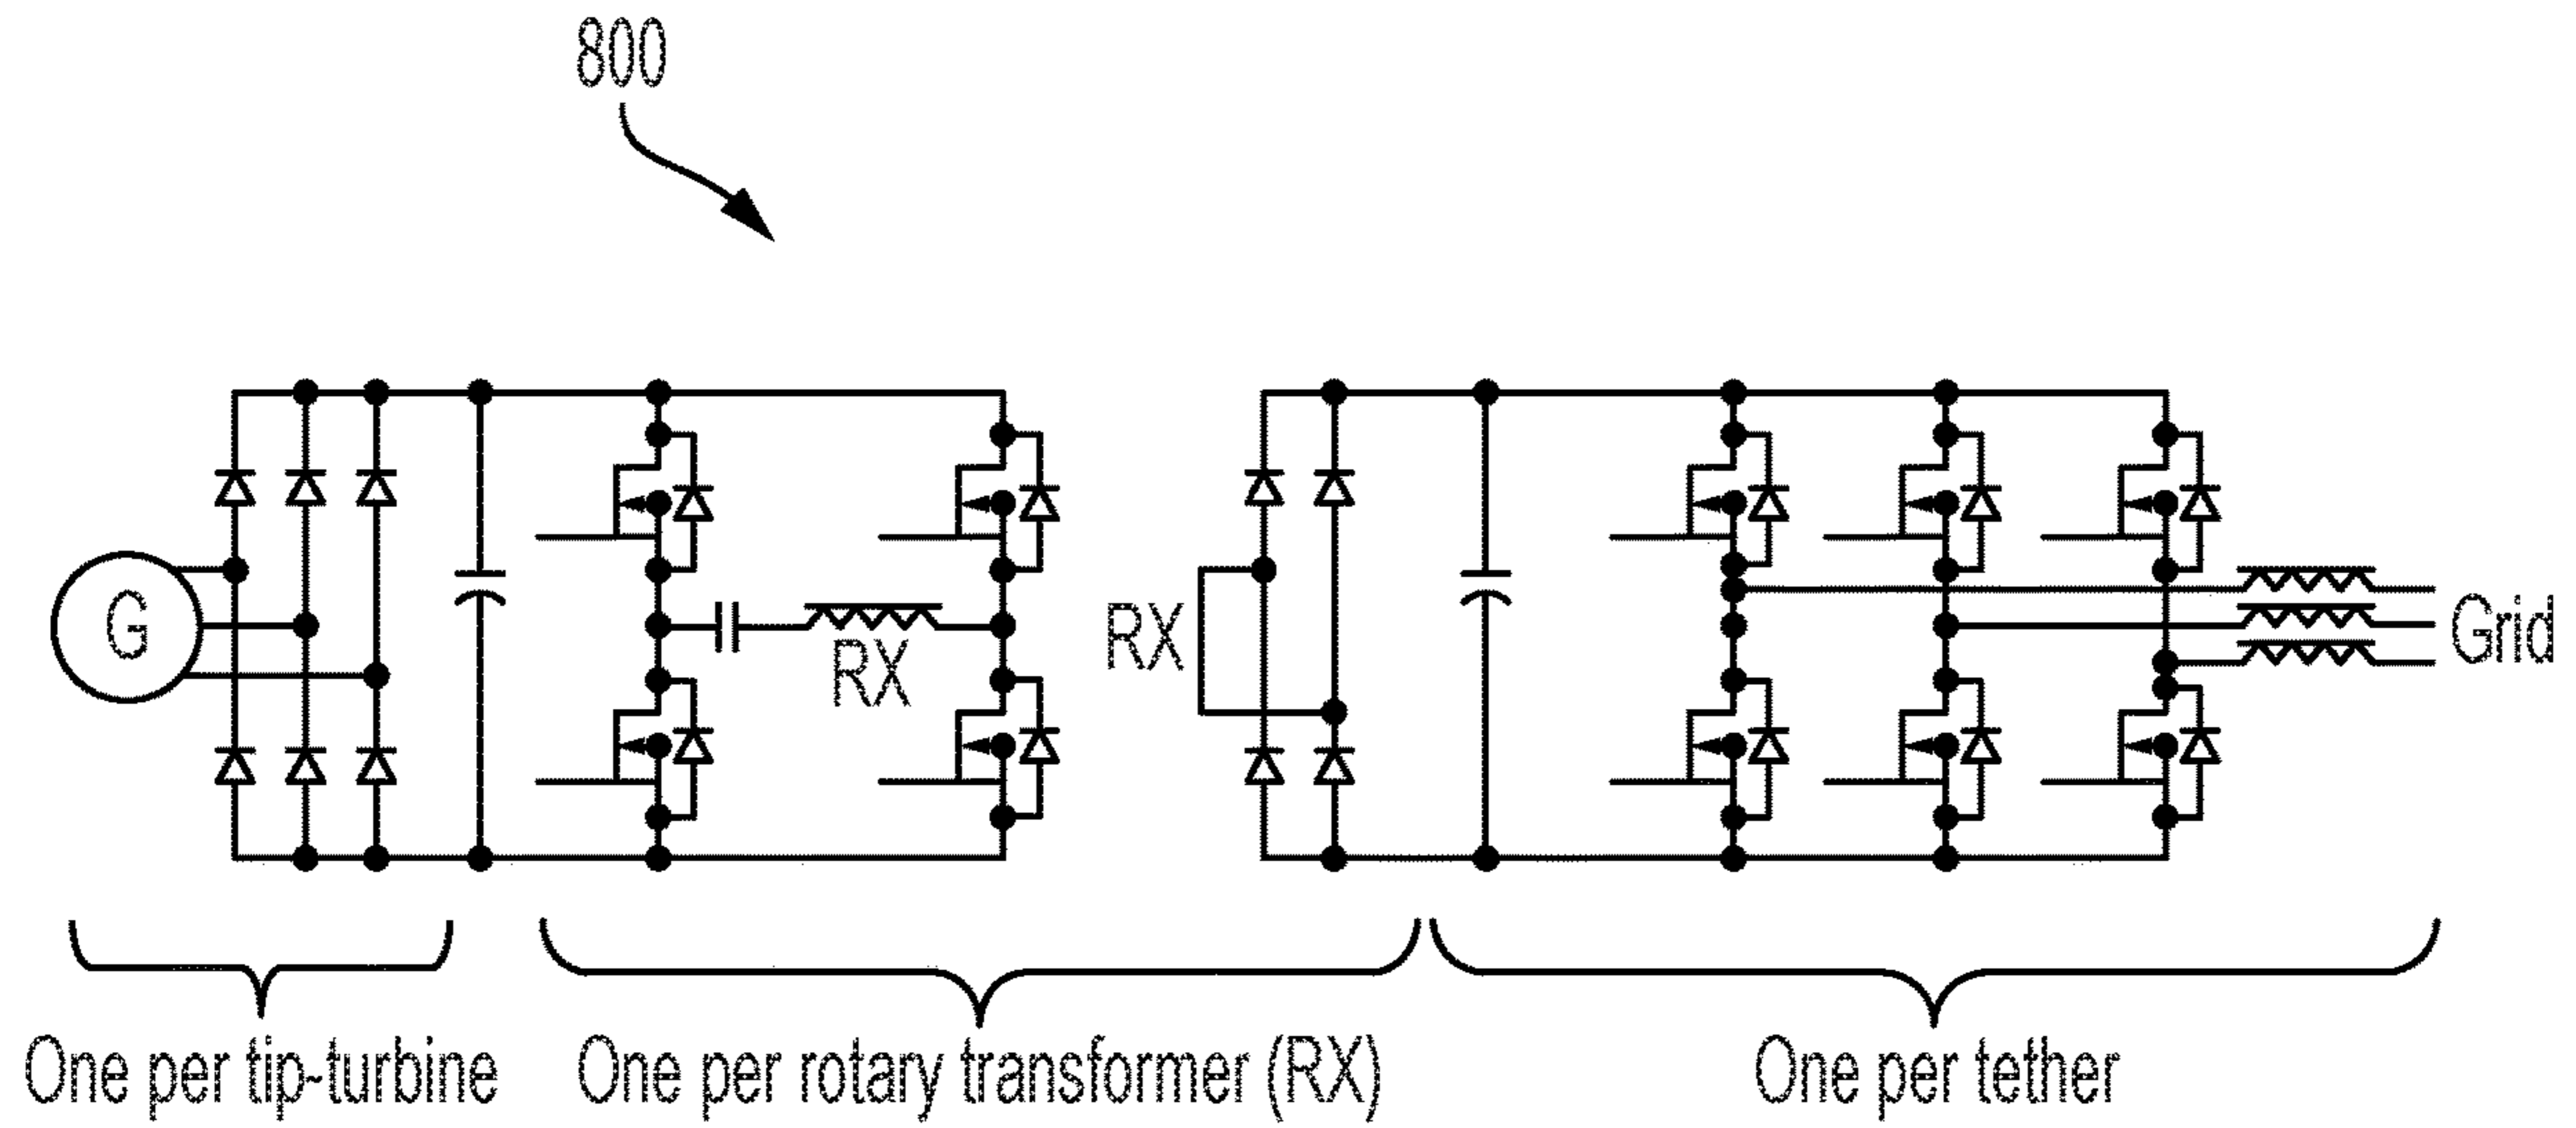 800
G
RX
RX
Grid
One per tip-turbine
One per rotary transformer (RX)
One per tether